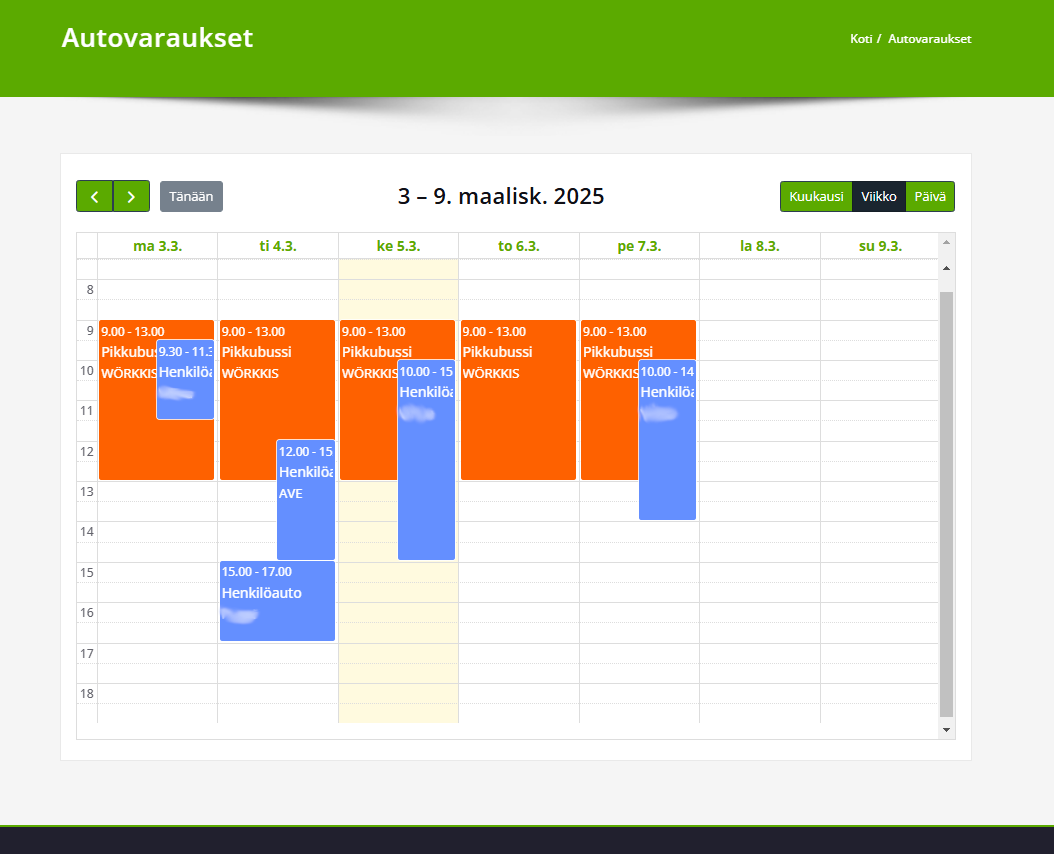 Autovaraukset
Koti / Autovaraukset
Tänään
3 – 9. maalisk. 2025
Kuukausi Viikko Päivä
ma 3.3. ti 4.3. ke 5.3. to 6.3. pe 7.3. la 8.3. su 9.3.
8
9
10
11
12
13
14
15
16
17
18
9.00 - 13.00
Pikkubussi
WÖRKKIS
9.30 - 11.3
Henkilöa
9.00 - 13.00
Pikkubussi
WÖRKKIS
12.00 - 15
Henkilöa
AVE
15.00 - 17.00
Henkilöauto
9.00 - 13.00
Pikkubussi
WÖRKKIS
10.00 - 15
Henkilöa
9.00 - 13.00
Pikkubussi
WÖRKKIS
9.00 - 13.00
Pikkubussi
WÖRKKIS
10.00 - 14
Henkilöa